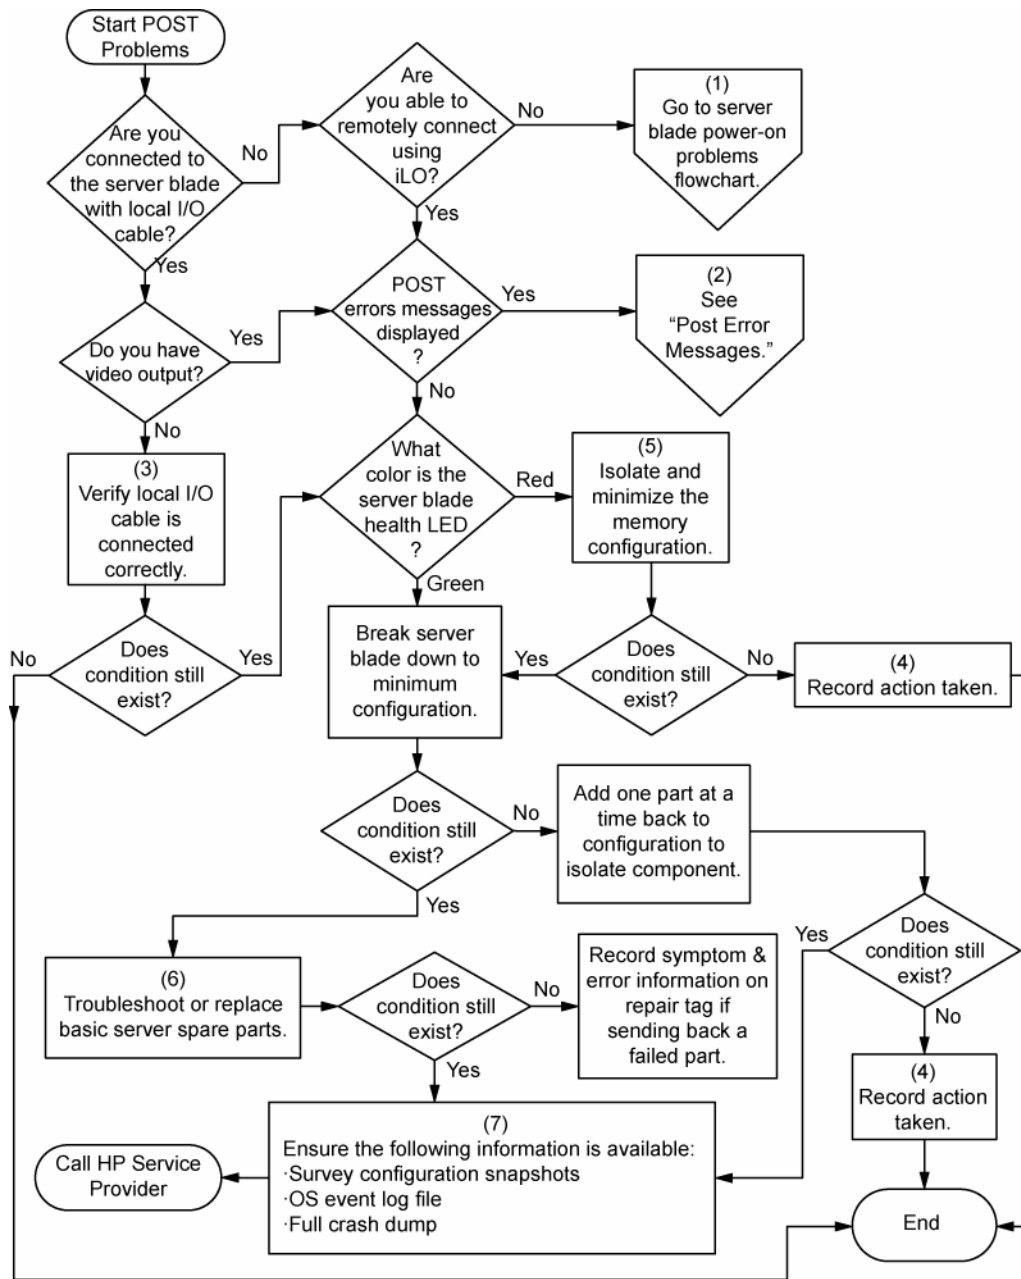 Start POST
Problems
Are you
connected to
the server blade
with local I/O
cable?
No
Yes
Are
you able to
remotely connect
using
iLO?
No
Yes
(1)
Go to server
blade power-on
problems
flowchart.
Do you have
video output?
Yes
No
POST
errors messages
displayed
?
Yes
No
(2)
See
“Post Error
Messages.”
(3)
Verify local I/O
cable is
connected
correctly.
What
color is the
server blade
health LED
?
Red
Green
(5)
Isolate and
minimize the
memory
configuration.
No
Does
condition still
exist?
Yes
Break server
blade down to
minimum
configuration.
Yes
Does
condition still
exist?
No
(4)
Record action taken.
Does
condition still
exist?
No
Yes
Add one part at a
time back to
configuration to
isolate component.
Yes
Does
condition still
exist?
No
(6)
Troubleshoot or replace
basic server spare parts.
Does
condition still
exist?
No
Yes
Record symptom &
error information on
repair tag if
sending back a
failed part.
(4)
Record action
taken.
(7)
Ensure the following information is available:
·Survey configuration snapshots
·OS event log file
·Full crash dump
Call HP Service
Provider
End